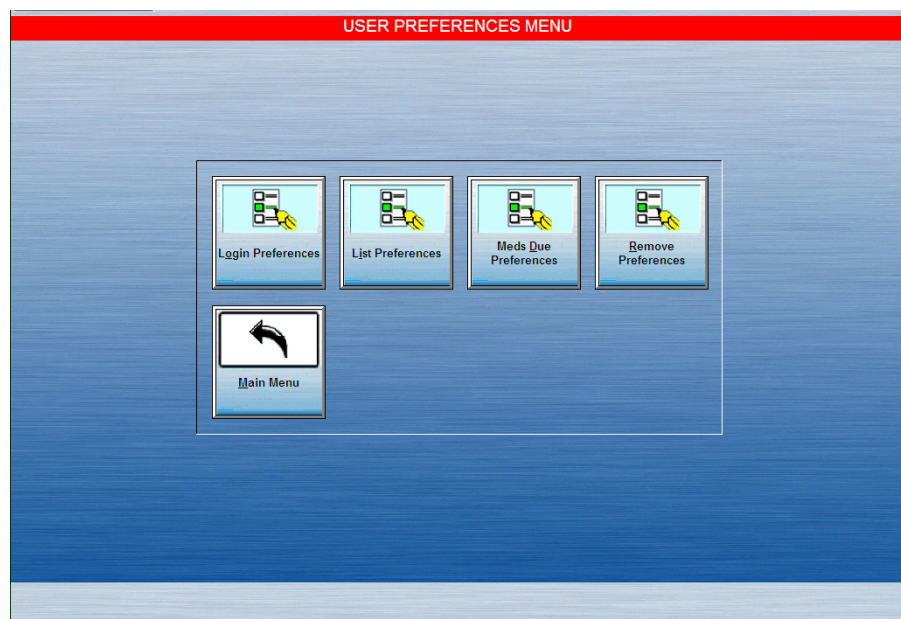 USER PREFERENCES MENU
Login Preferences
List Preferences
Meds Due
Preferences
Remove
Preferences
Main Menu